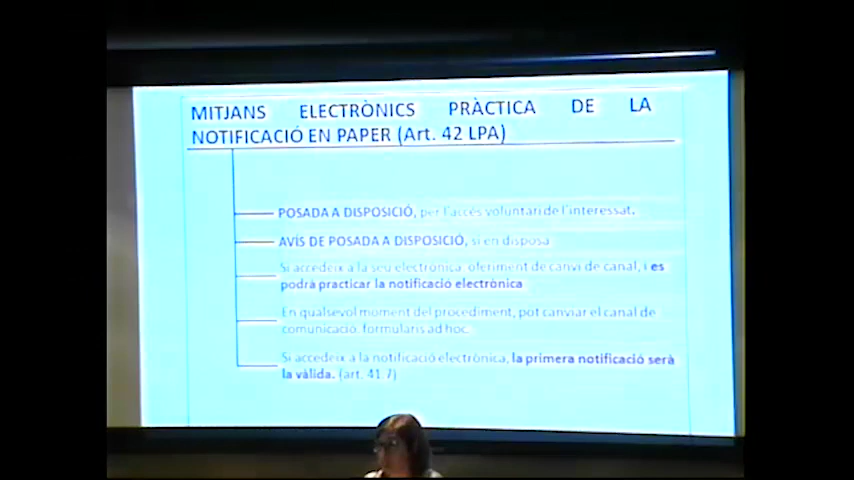 MITJANS ELECTRÒNICS PRÀCTICA DE LA
NOTIFICACIÓ EN PAPER (Art. 42 LPA)
POSADA A DISPOSICIÓ, per l'accés voluntari de l'interessat.
AVÍS DE POSADA A DISPOSICIÓ, si en disposa
Si accedeix a la seu electrònica, oferiment de canvi de canal, i es
podrà practicar la notificació electrònica
En qualsevol moment del procediment, pot canviar el canal de
comunicació, formularis ad hoc.
Si accedeix a la notificació electrònica, la primera notificació serà
la vàlida. (art. 41.7)